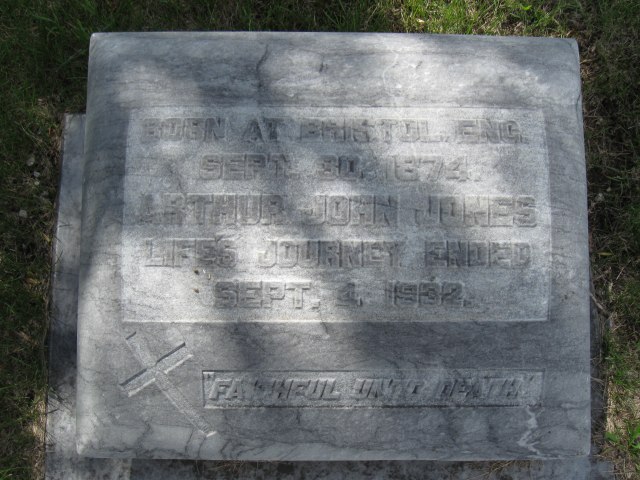 BORN AT BRISTOL, ENG.
SEPT. 30, 1874.
ARTHUR JOHN JONES
LIFES JOURNEY ENDED
SEPT. 4, 1932.
"FAITHFUL UNTO DEATH"